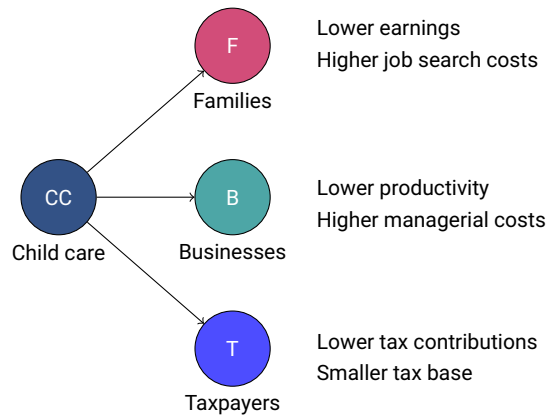 F
Families
Lower earnings
Higher job search costs
CC
Child care
B
Businesses
Lower productivity
Higher managerial costs
T
Taxpayers
Lower tax contributions
Smaller tax base